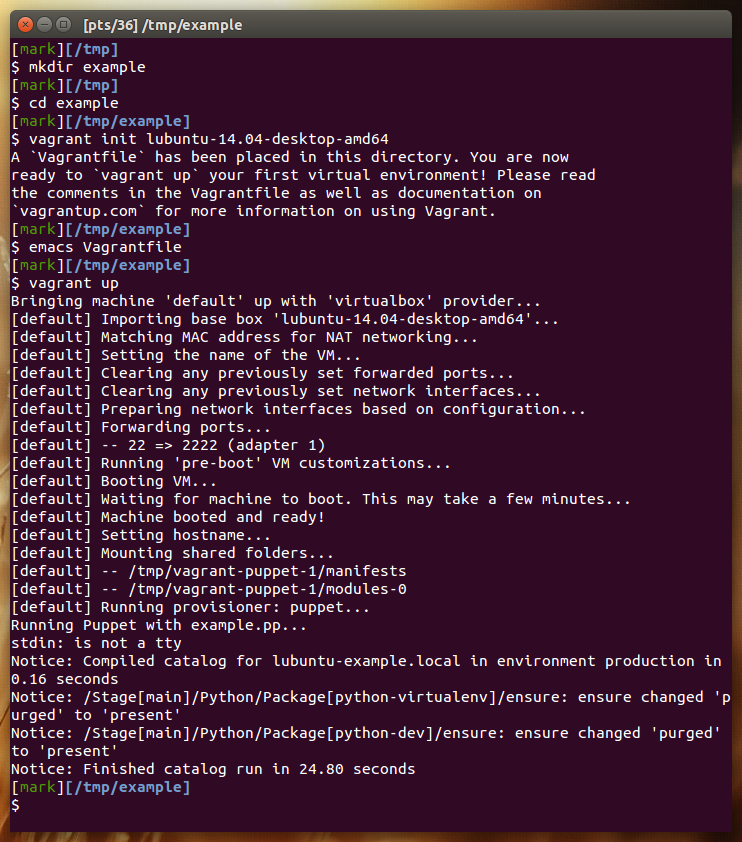 [pts/36] /tmp/example
[mark][/tmp]
$ mkdir example
[mark][/tmp]
$ cd example
[mark][/tmp/example]
$ vagrant init lubuntu-14.04-desktop-amd64
A `Vagrantfile` has been placed in this directory. You are now
ready to `vagrant up` your first virtual environment! Please read
the comments in the Vagrantfile as well as documentation on
`vagrantup.com` for more information on using Vagrant.
[mark][/tmp/example]
$ emacs Vagrantfile
[mark][/tmp/example]
$ vagrant up
Bringing machine 'default' up with 'virtualbox' provider...
[default] Importing base box 'lubuntu-14.04-desktop-amd64'...
[default] Matching MAC address for NAT networking...
[default] Setting the name of the VM...
[default] Clearing any previously set forwarded ports...
[default] Clearing any previously set network interfaces...
[default] Preparing network interfaces based on configuration...
[default] Forwarding ports...
[default] -- 22 => 2222 (adapter 1)
[default] Running 'pre-boot' VM customizations...
[default] Booting VM...
[default] Waiting for machine to boot. This may take a few minutes...
[default] Machine booted and ready!
[default] Setting hostname...
[default] Mounting shared folders...
[default] -- /tmp/vagrant-puppet-1/manifests
[default] -- /tmp/vagrant-puppet-1/modules-0
[default] Running provisioner: puppet...
Running Puppet with example.pp...
stdin: is not a tty
Notice: Compiled catalog for lubuntu-example.local in environment production in
0.16 seconds
Notice: /Stage[main]/Python/Package[python-virtualenv]/ensure: ensure changed 'p
urged' to 'present'
Notice: /Stage[main]/Python/Package[python-dev]/ensure: ensure changed 'purged'
to 'present'
Notice: Finished catalog run in 24.80 seconds
[mark][/tmp/example]
$